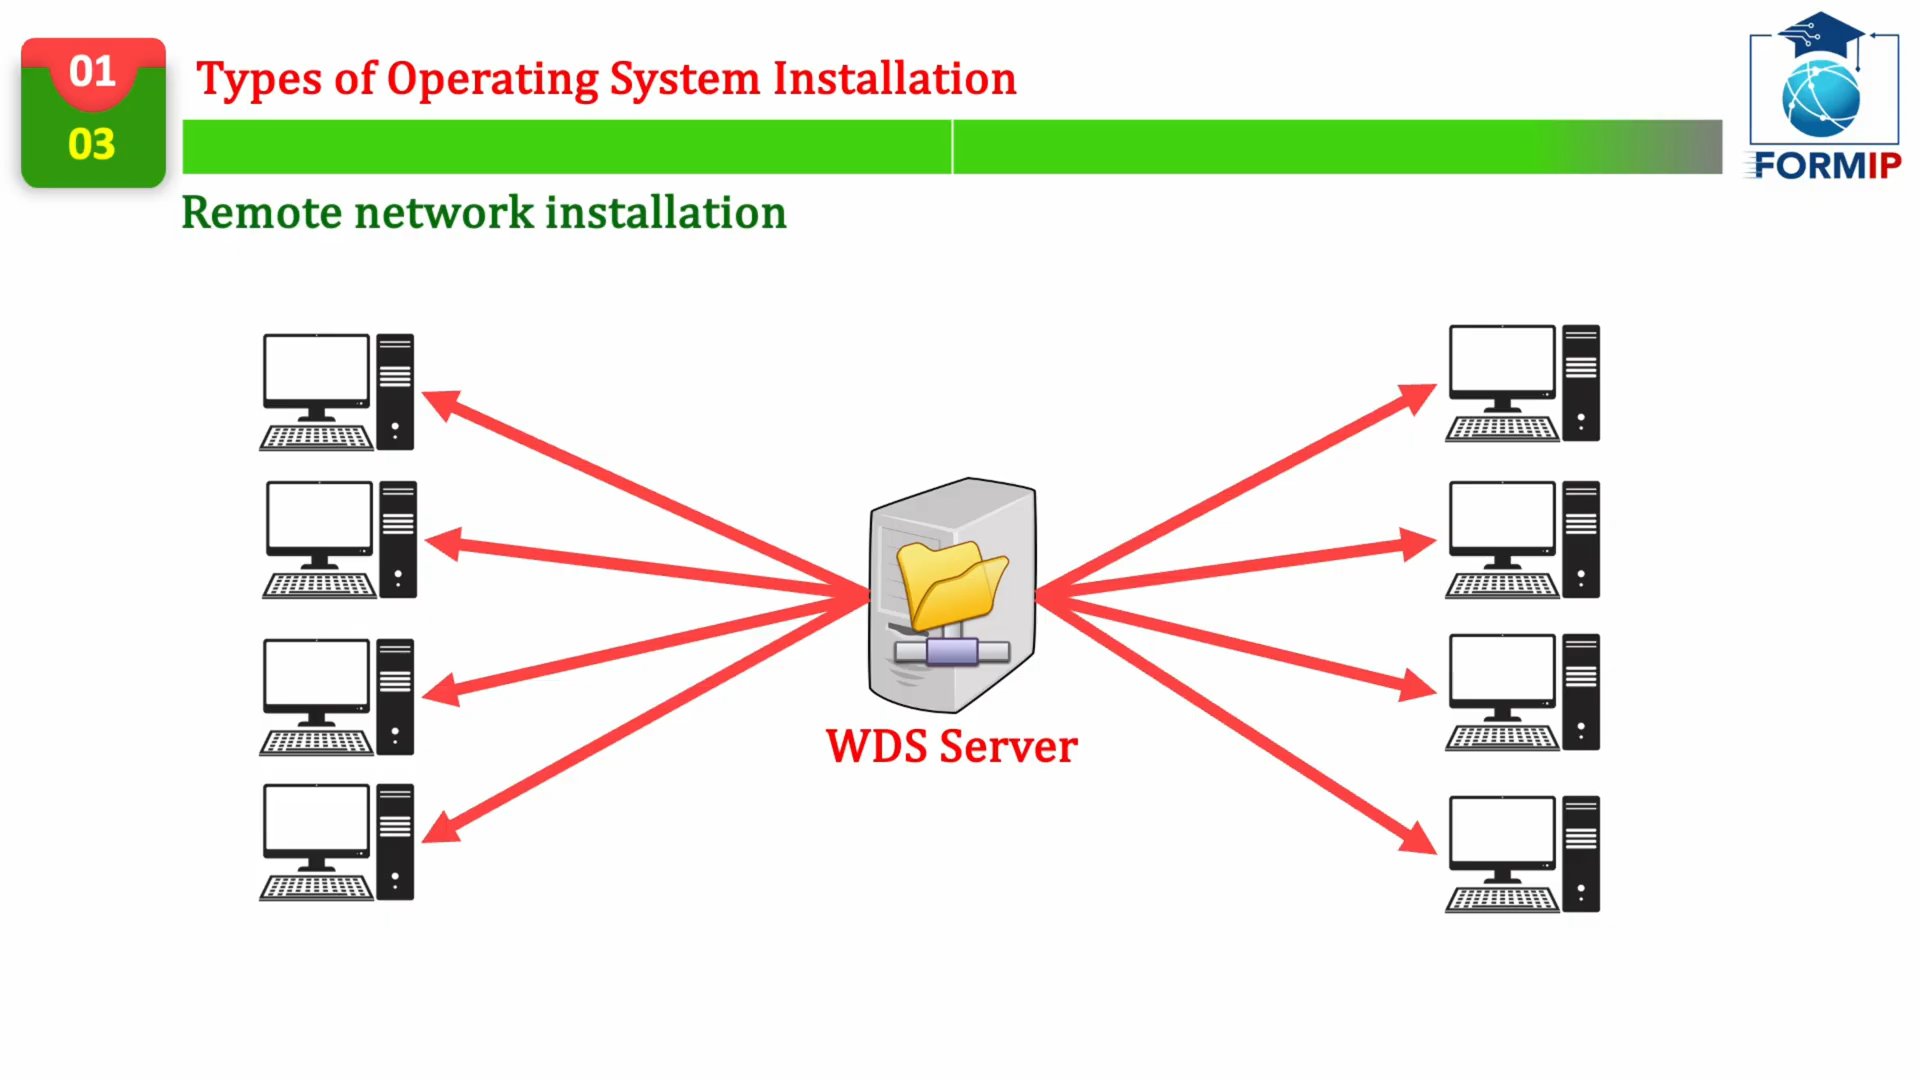 01
03
Types of Operating System Installation
FORMIP
Remote network installation
WDS Server